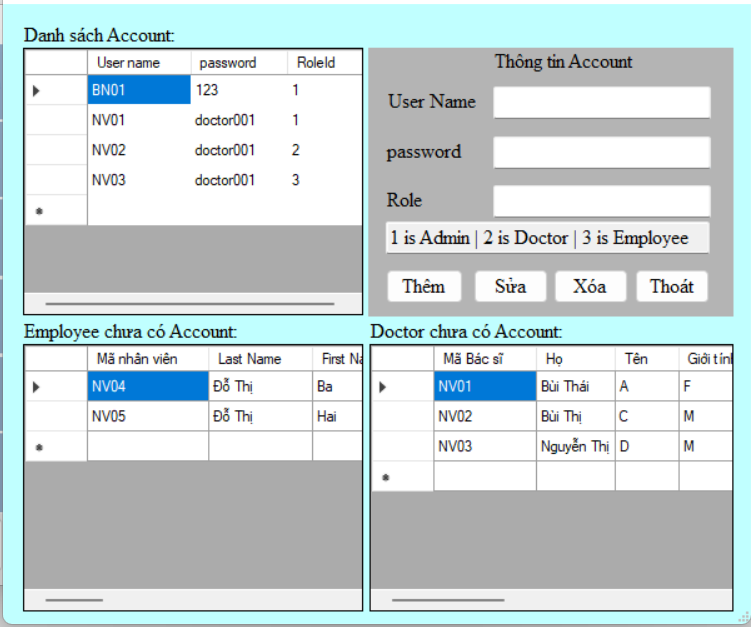 Danh sách Account:
User name password RoleId
BN01 123 1
NV01 doctor001 1
NV02 doctor001 2
NV03 doctor001 3
Thông tin Account
User Name
password
Role
1 is Admin | 2 is Doctor | 3 is Employee
Thêm Sửa Xóa Thoát
Employee chưa có Account:
Mã nhân viên Last Name First Na
NV04 Đỗ Thị Ba
NV05 Đỗ Thị Hai
Doctor chưa có Account:
Mã Bác sĩ Họ Tên Giới tính
NV01 Bùi Thái A F
NV02 Bùi Thị C M
NV03 Nguyễn Thị D M